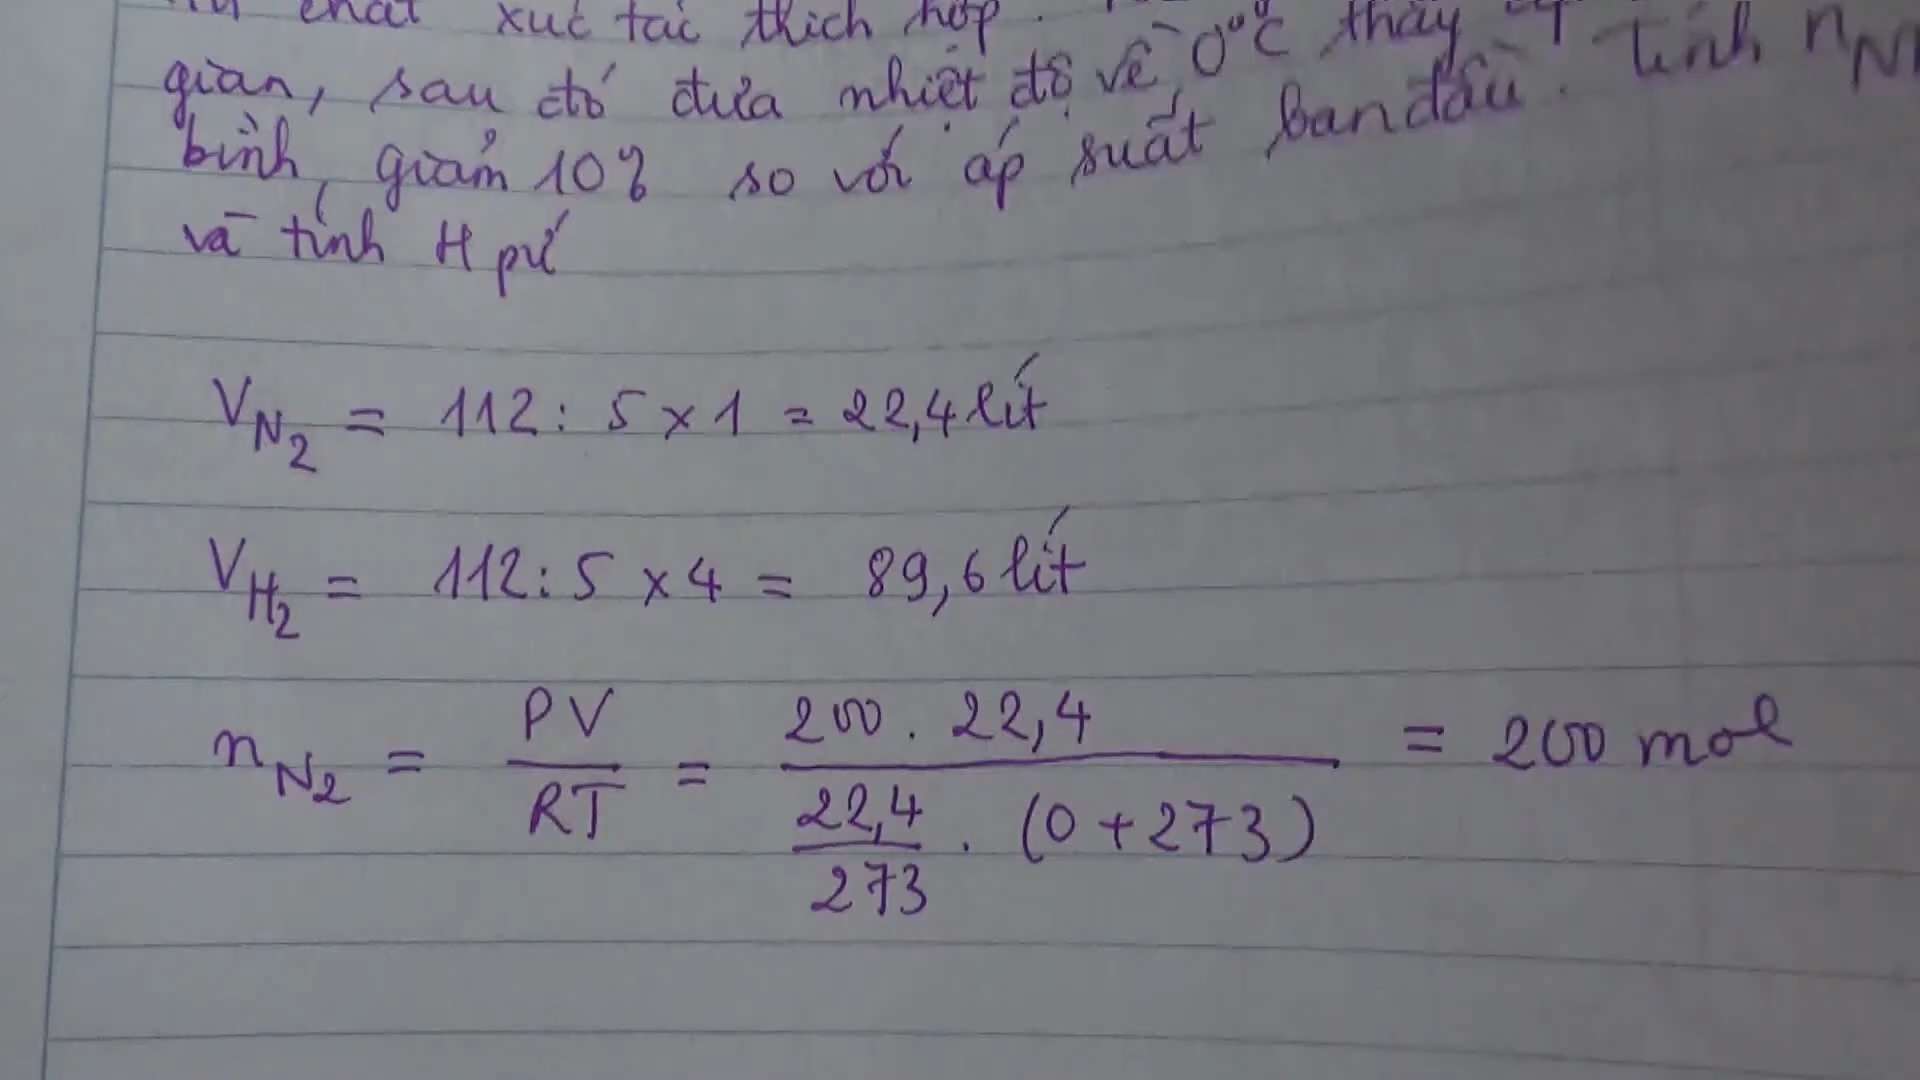 chất xúc tác thích hợp.
gian, sau đó đưa nhiệt độ về 0°C thấy
bình, giảm 10% so với áp suất ban đầu. Tính n
và tính H pứ
V_N2 = 112 : 5 x 1 = 22,4 lít
V_H2 = 112 : 5 x 4 = 89,6 lít
n_N2 = PV / RT = 200 . 22,4 / (22,4 / 273 . (0 + 273)) = 200 mol